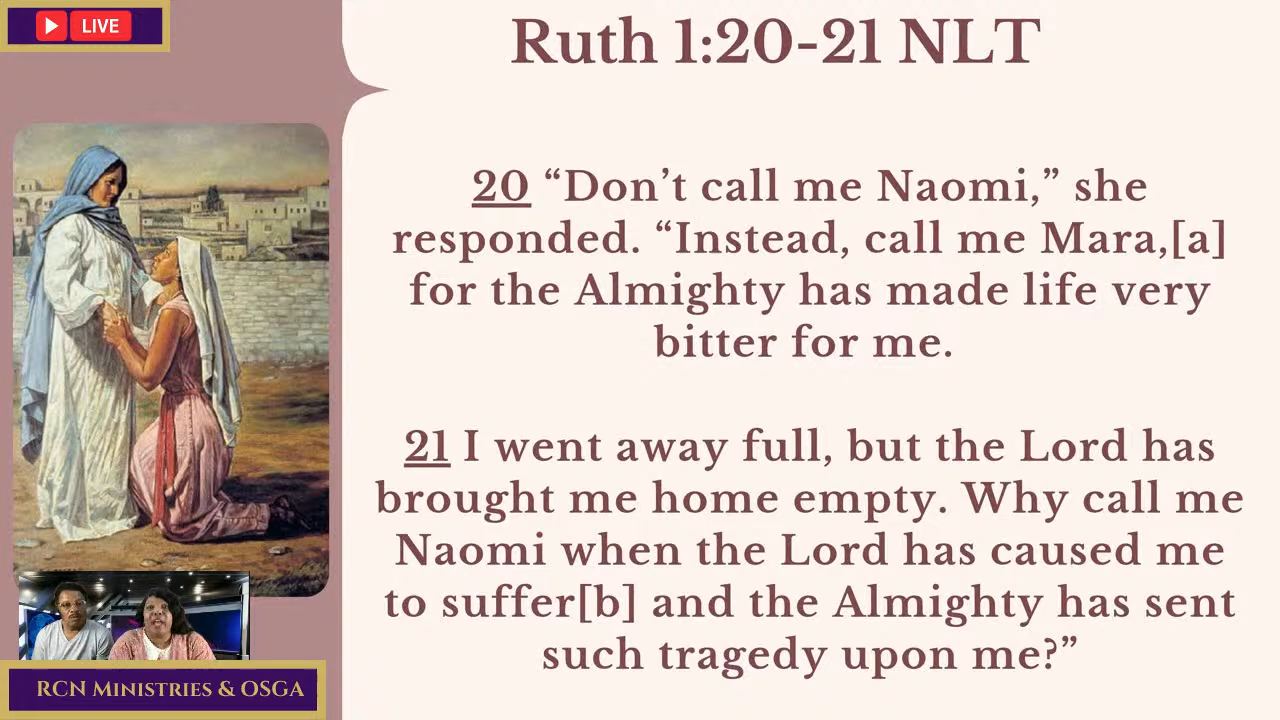 LIVE
Ruth 1:20-21 NLT
20 “Don’t call me Naomi,” she
responded. “Instead, call me Mara,[a]
for the Almighty has made life very
bitter for me.
21 I went away full, but the Lord has
brought me home empty. Why call me
Naomi when the Lord has caused me
to suffer[b] and the Almighty has sent
such tragedy upon me?”
RCN Ministries & OSGA